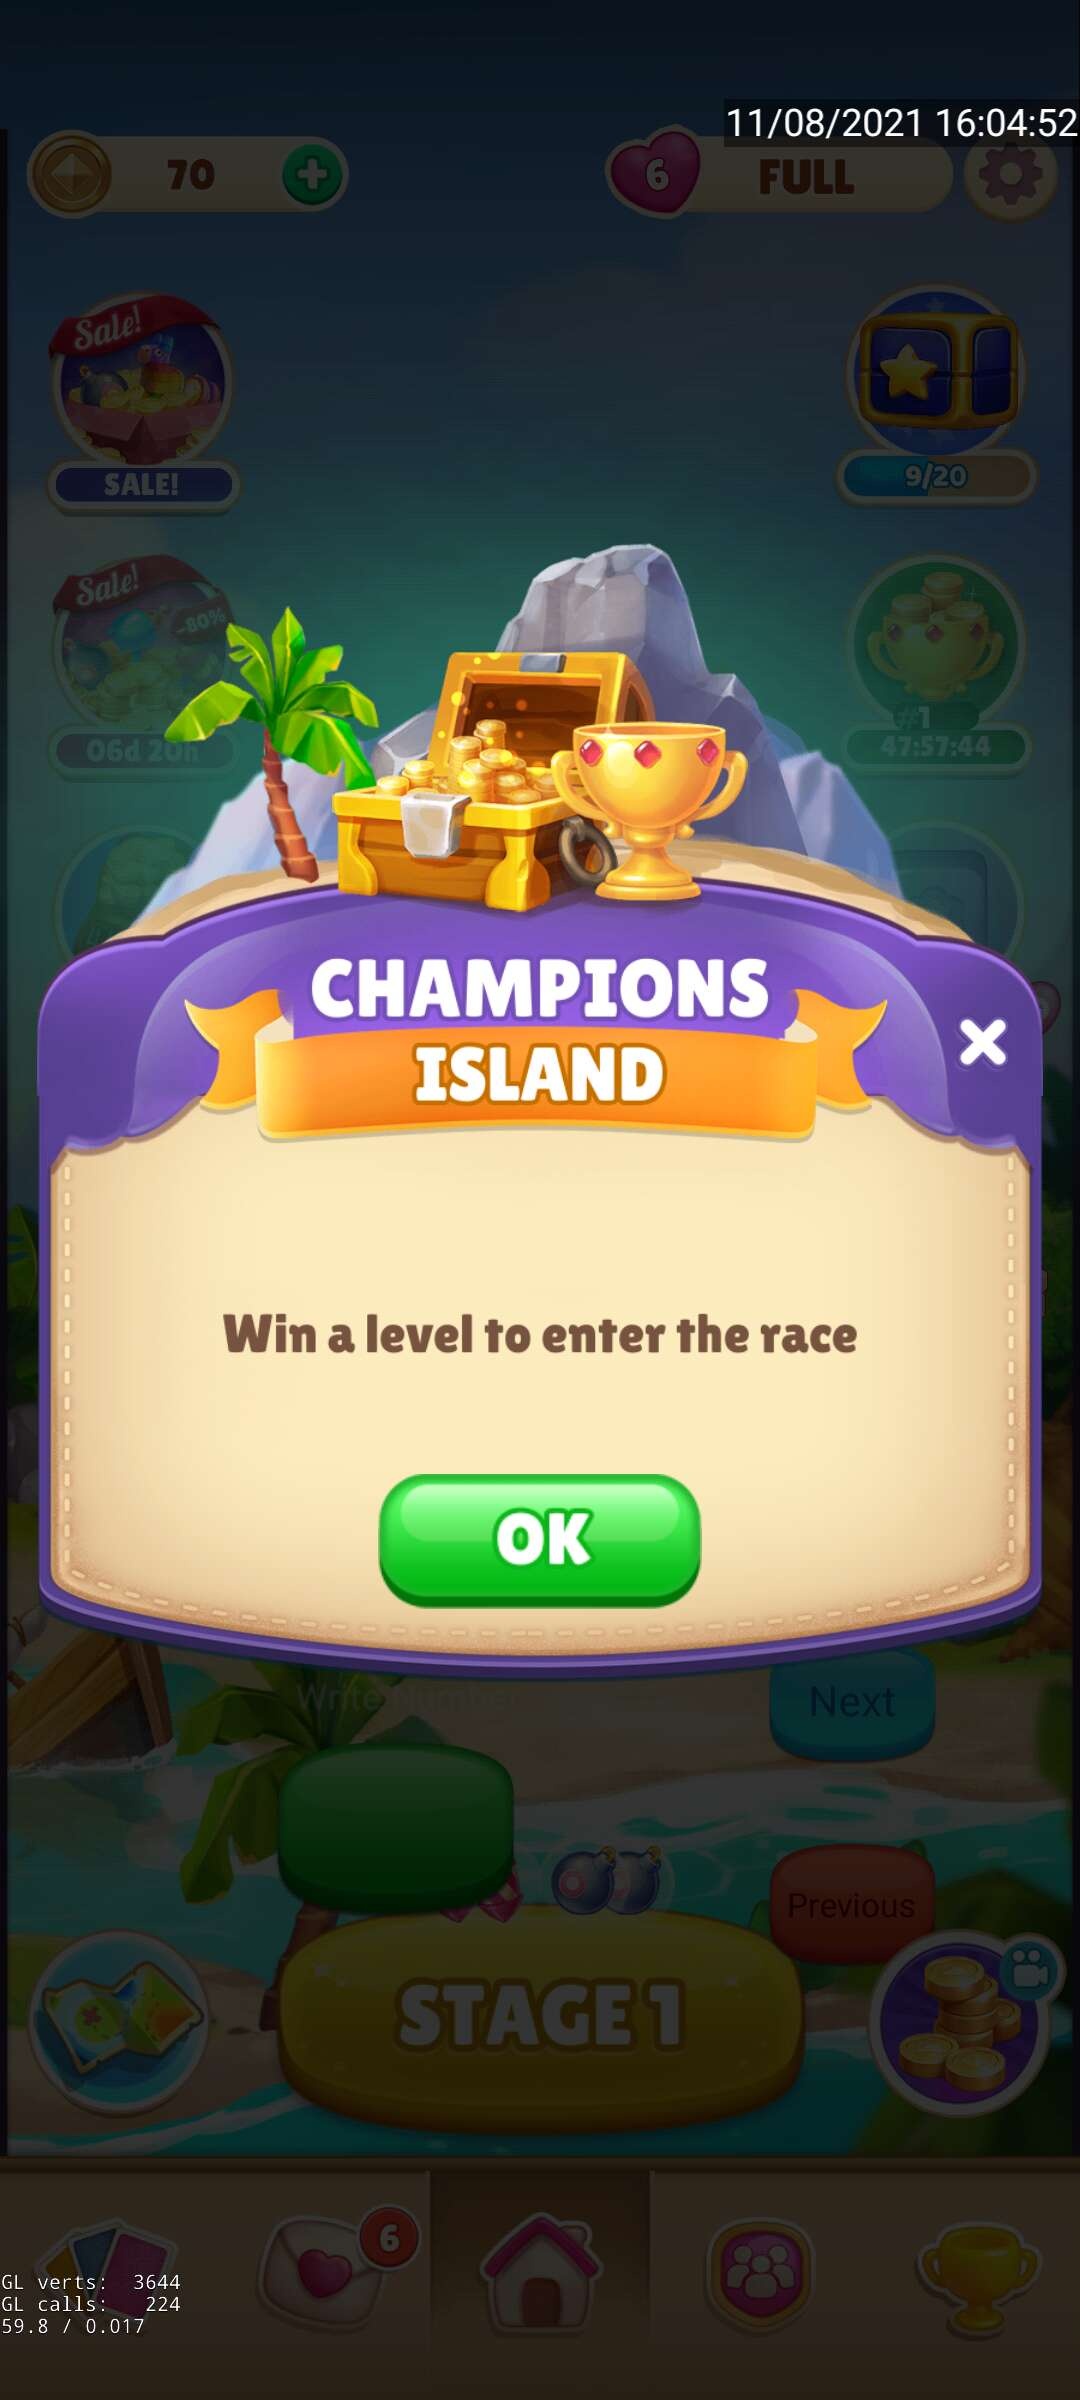 11/08/2021 16:04:52
70
6
FULL
Sale!
SALE!
9/20
Sale!
-80%
06d 20h
#1
47:57:44
CHAMPIONS
ISLAND
Win a level to enter the race
OK
Write Number
Next
Previous
STAGE 1
6
GL verts: 3644
GL calls: 224
59.8 / 0.017